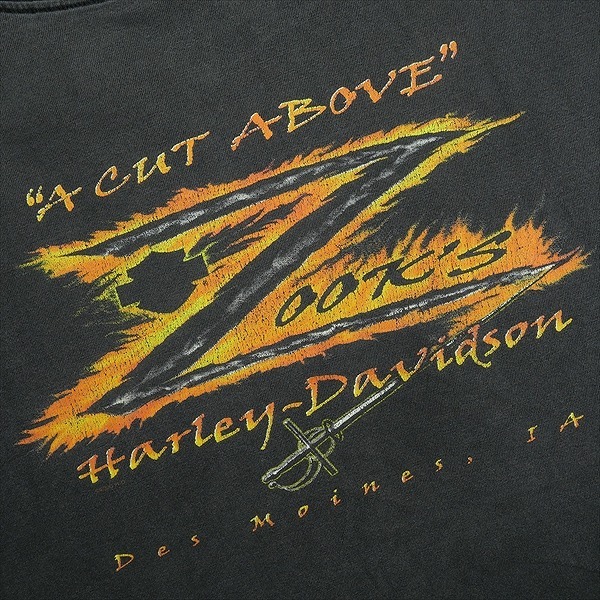 “A CUT ABOVE”
Zook's
Harley-Davidson
Des Moines, IA